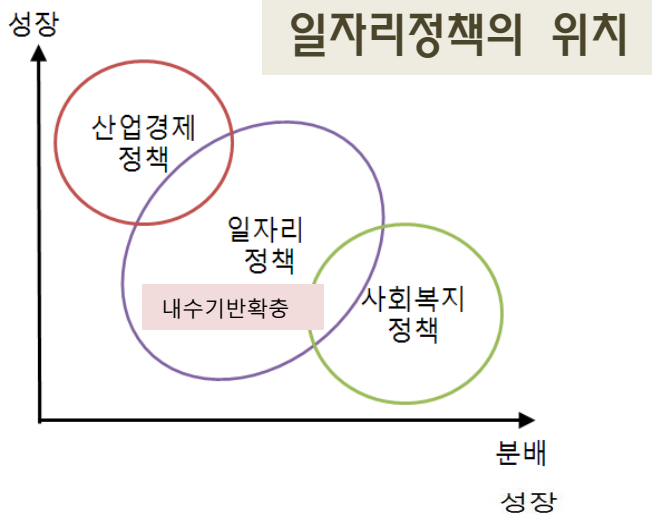 일자리정책의 위치
성장
산업경제
정책
일자리
정책
내수기반확충
사회복지
정책
분배
성장